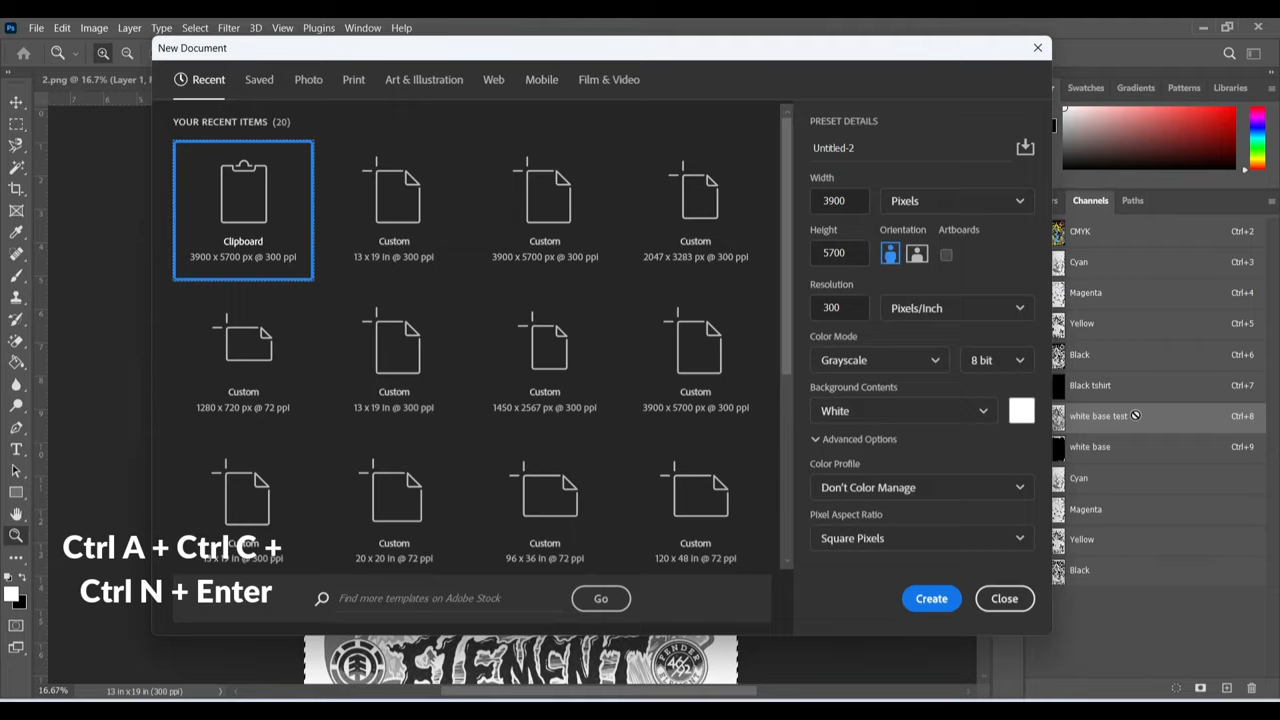 Ps File Edit Image Layer Type Select Filter 3D View Plugins Window Help
New Document
2.png @ 16.7% (Layer 1,
Recent Saved Photo Print Art & Illustration Web Mobile Film & Video
Swatches Gradients Patterns Libraries
YOUR RECENT ITEMS (20)
Clipboard
3900 x 5700 px @ 300 ppi
Custom
13 x 19 in @ 300 ppi
Custom
3900 x 5700 px @ 300 ppi
Custom
2047 x 3283 px @ 300 ppi
Custom
1280 x 720 px @ 72 ppi
Custom
13 x 19 in @ 300 ppi
Custom
1450 x 2567 px @ 300 ppi
Custom
3900 x 5700 px @ 300 ppi
Custom
13 x 19 in @ 300 ppi
Custom
20 x 20 in @ 72 ppi
Custom
96 x 36 in @ 72 ppi
Custom
120 x 48 in @ 72 ppi
Find more templates on Adobe Stock
Go
PRESET DETAILS
Untitled-2
Width
3900 Pixels
Height Orientation Artboards
5700
Resolution
300 Pixels/Inch
Color Mode
Grayscale 8 bit
Background Contents
White
Advanced Options
Color Profile
Don't Color Manage
Pixel Aspect Ratio
Square Pixels
Create Close
Channels Paths
CMYK Ctrl+2
Cyan Ctrl+3
Magenta Ctrl+4
Yellow Ctrl+5
Black Ctrl+6
Black tshirt Ctrl+7
white base test Ctrl+8
white base Ctrl+9
Cyan
Magenta
Yellow
Black
Ctrl A + Ctrl C +
Ctrl N + Enter
ELEMENT
16.67% 13 in x 19 in (300 ppi)